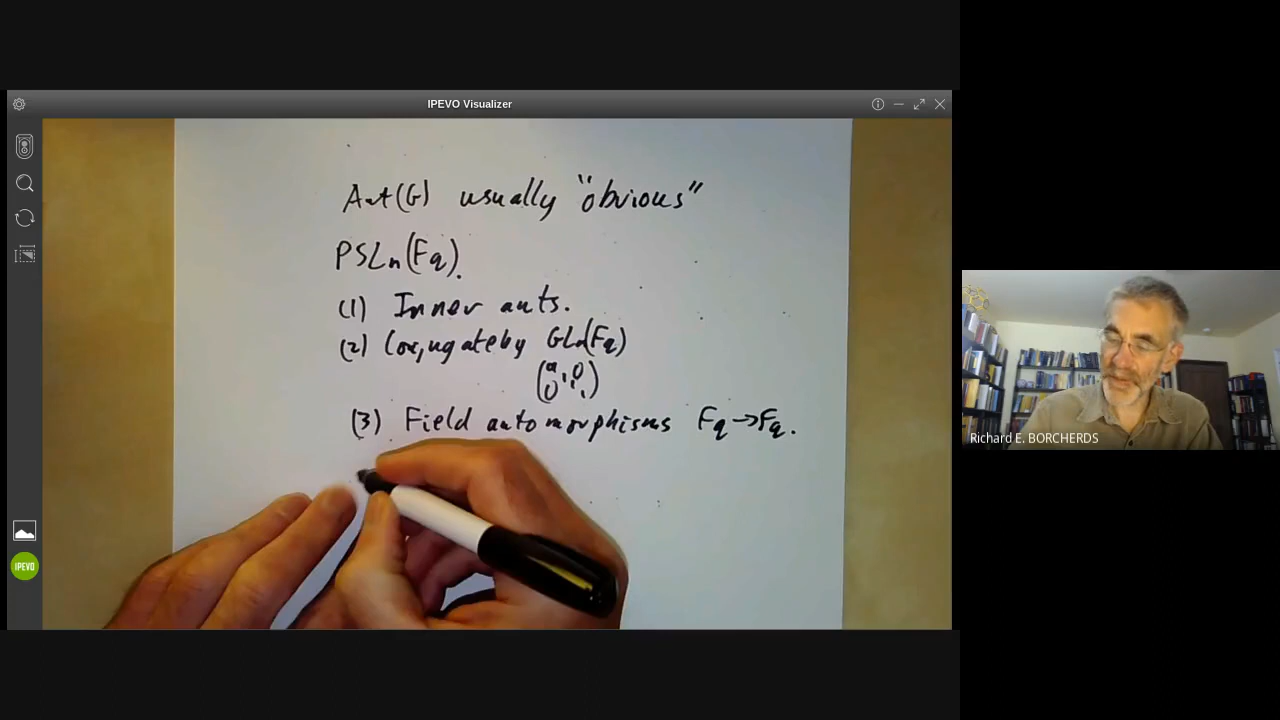 IPEVO Visualizer
Aut(G) usually "obvious"
PSLn(Fq).
(1) Inner auts.
(2) Conjugate by GLn(Fq)
(a 0
0 1 1)
(3) Field automorphisms Fq→Fq.
Richard E. BORCHERDS
IPEVO